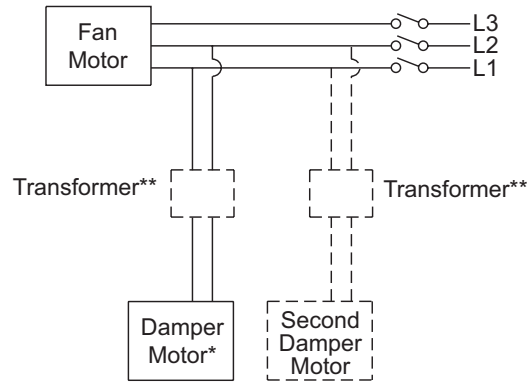 Fan
Motor
L3
L2
L1
Transformer**
Transformer**
Damper
Motor*
Second
Damper
Motor